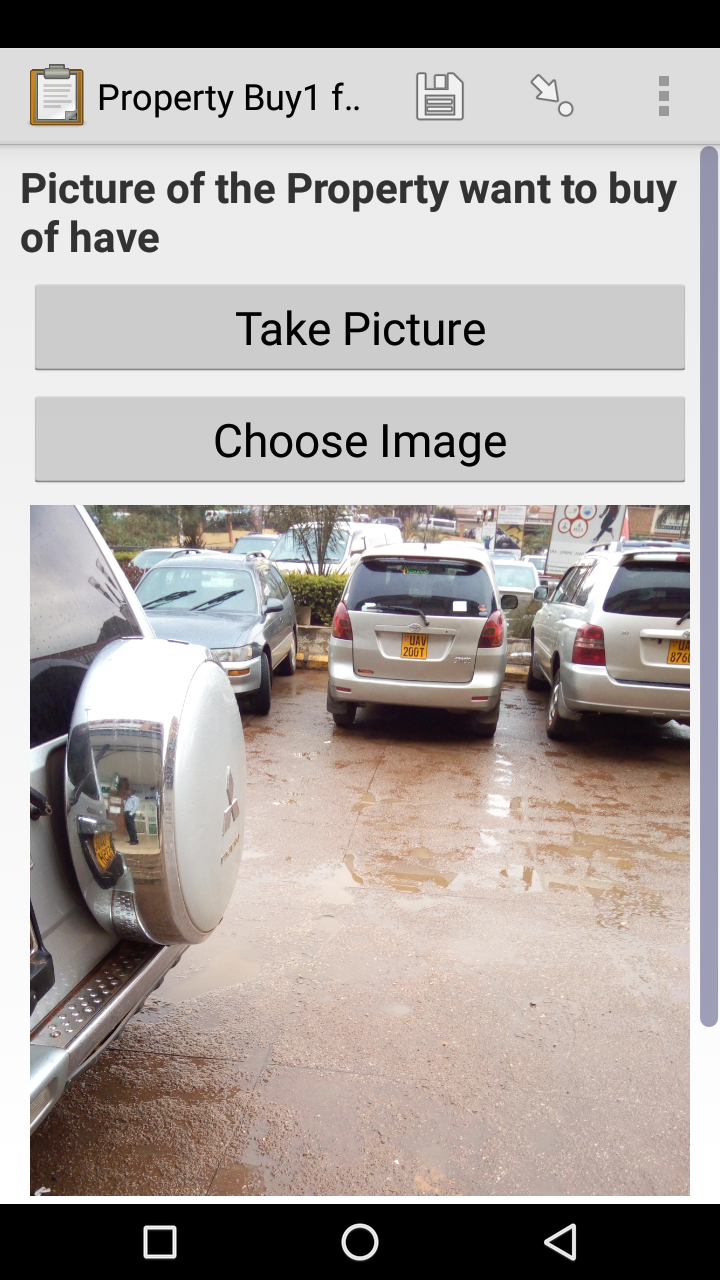 Property Buy1 f..
Picture of the Property want to buy
of have
Take Picture
Choose Image
UAV
200T
UA
876